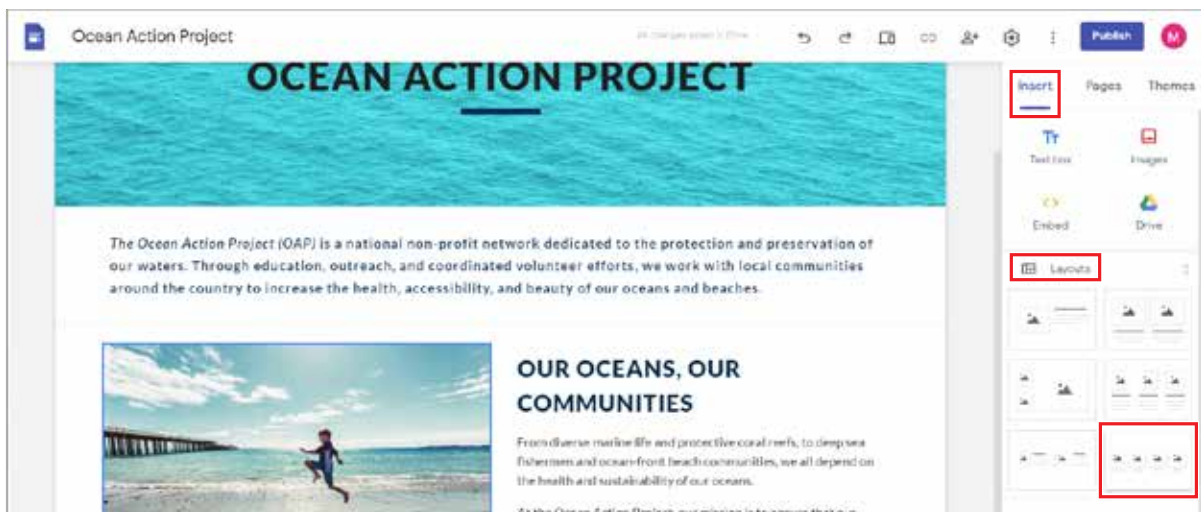 Ocean Action Project
Publish
M
OCEAN ACTION PROJECT
Insert Pages Themes
Text box Images
Embed Drive
Layouts
The Ocean Action Project (OAP) is a national non-profit network dedicated to the protection and preservation of
our waters. Through education, outreach, and coordinated volunteer efforts, we work with local communities
around the country to increase the health, accessibility, and beauty of our oceans and beaches.
OUR OCEANS, OUR
COMMUNITIES
From diverse marine life and protective coral reefs, to deep sea
fishermen and ocean-front beach communities, we all depend on
the health and sustainability of our oceans.